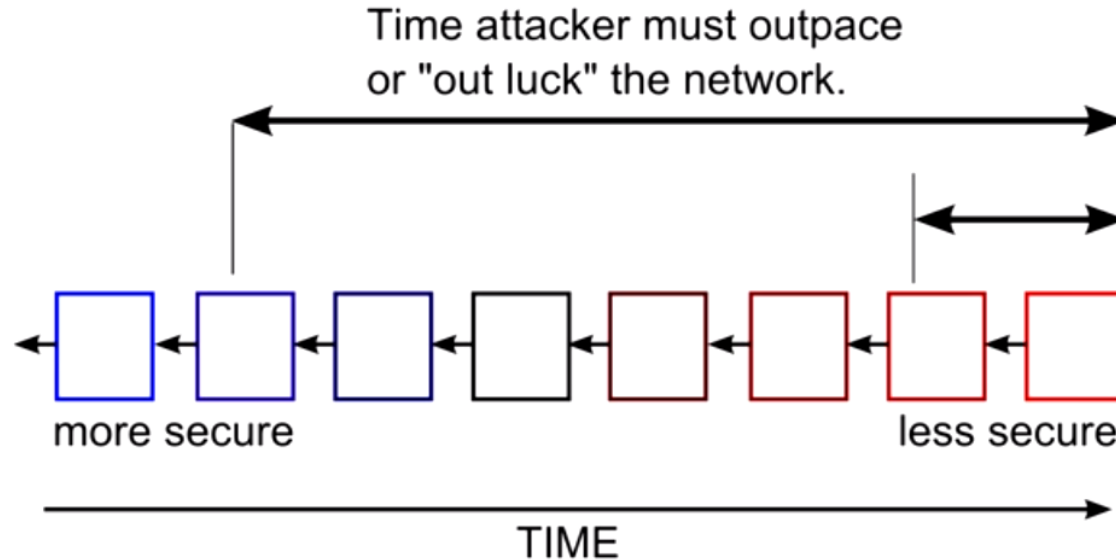 Time attacker must outpace
or "out luck" the network.
more secure
less secure
TIME